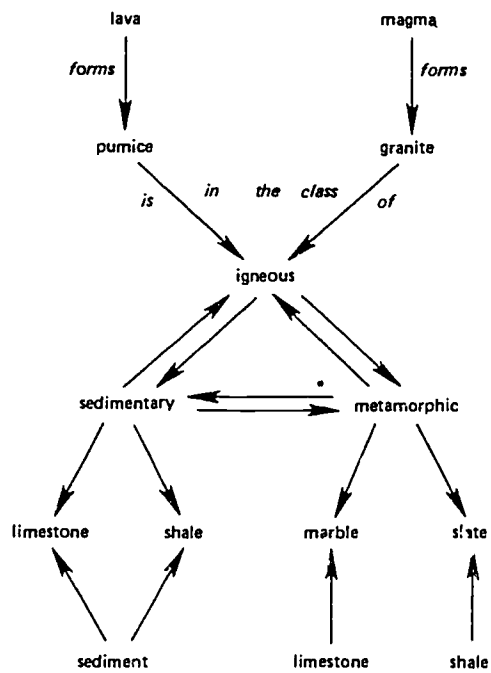 lava magma
forms forms
pumice granite
is in the class of
igneous
sedimentary metamorphic
limestone shale marble slate
sediment limestone shale